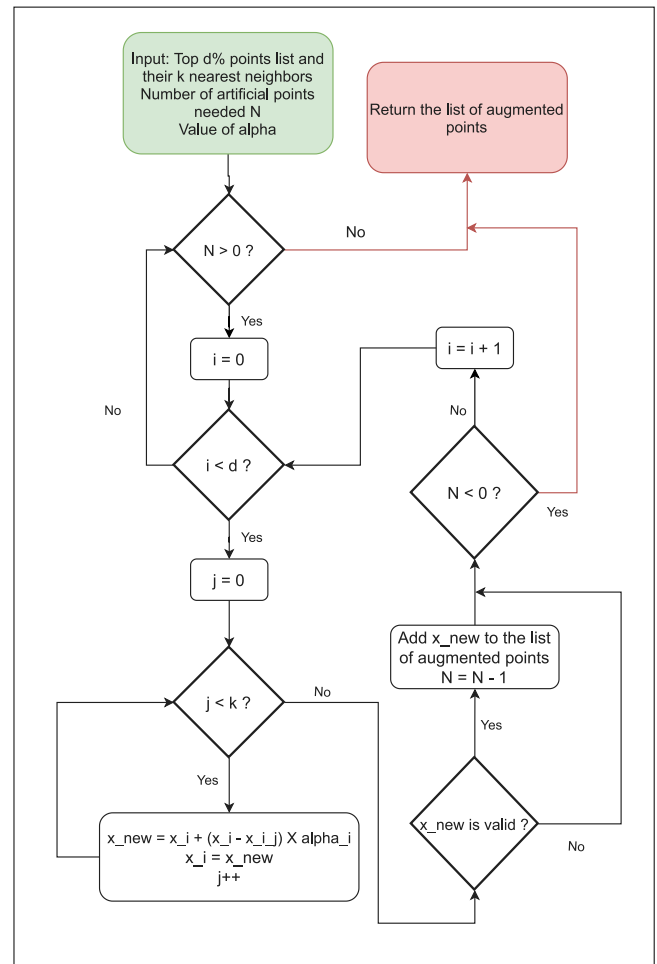 Input: Top d% points list and
their k nearest neighbors
Number of artificial points
needed N
Value of alpha
Return the list of augmented
points
N > 0 ?
No
Yes
i = 0
i = i + 1
No
No
i < d ?
N < 0 ?
Yes
Yes
j = 0
Add x_new to the list
of augmented points
N = N - 1
j < k ?
No
Yes
Yes
x_new = x_i + (x_i - x_i_j) X alpha_i
x_i = x_new
j++
x_new is valid ?
No